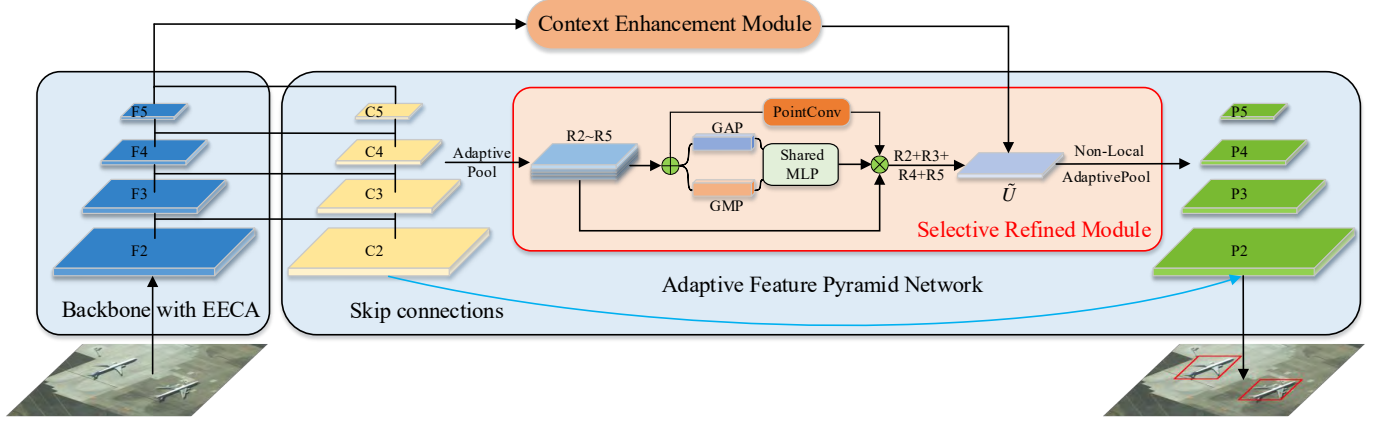 Context Enhancement Module
F5
F4
F3
F2
Backbone with EECA
C5
C4
C3
C2
Skip connections
Adaptive
Pool
R2~R5
GAP
GMP
PointConv
Shared
MLP
R2+R3+
R4+R5
Ũ
Selective Refined Module
Non-Local
AdaptivePool
Adaptive Feature Pyramid Network
P5
P4
P3
P2